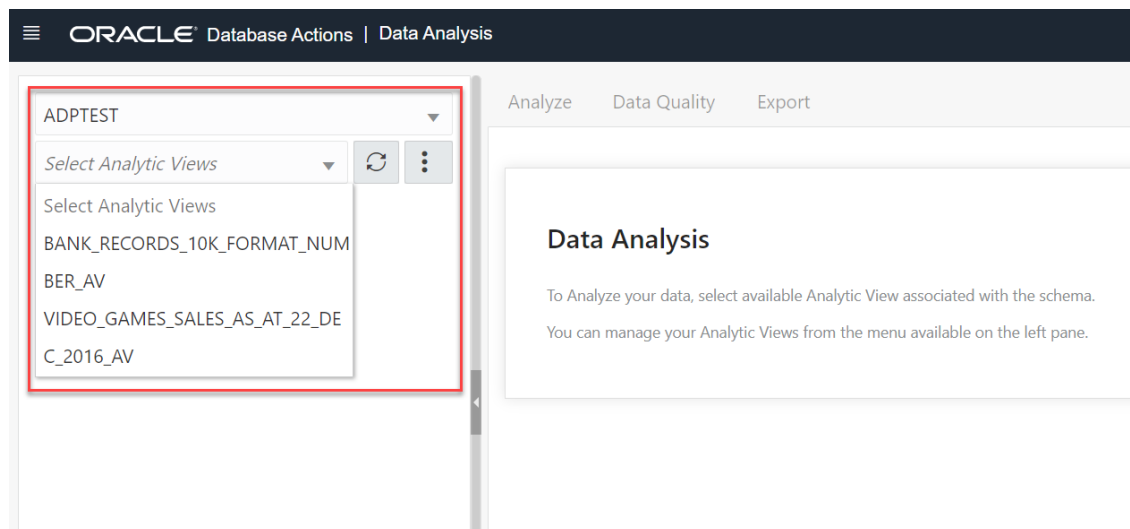 ORACLE Database Actions | Data Analysis
ADPTEST
Select Analytic Views
Select Analytic Views
BANK_RECORDS_10K_FORMAT_NUM
BER_AV
VIDEO_GAMES_SALES_AS_AT_22_DE
C_2016_AV
Analyze Data Quality Export
Data Analysis
To Analyze your data, select available Analytic View associated with the schema.
You can manage your Analytic Views from the menu available on the left pane.